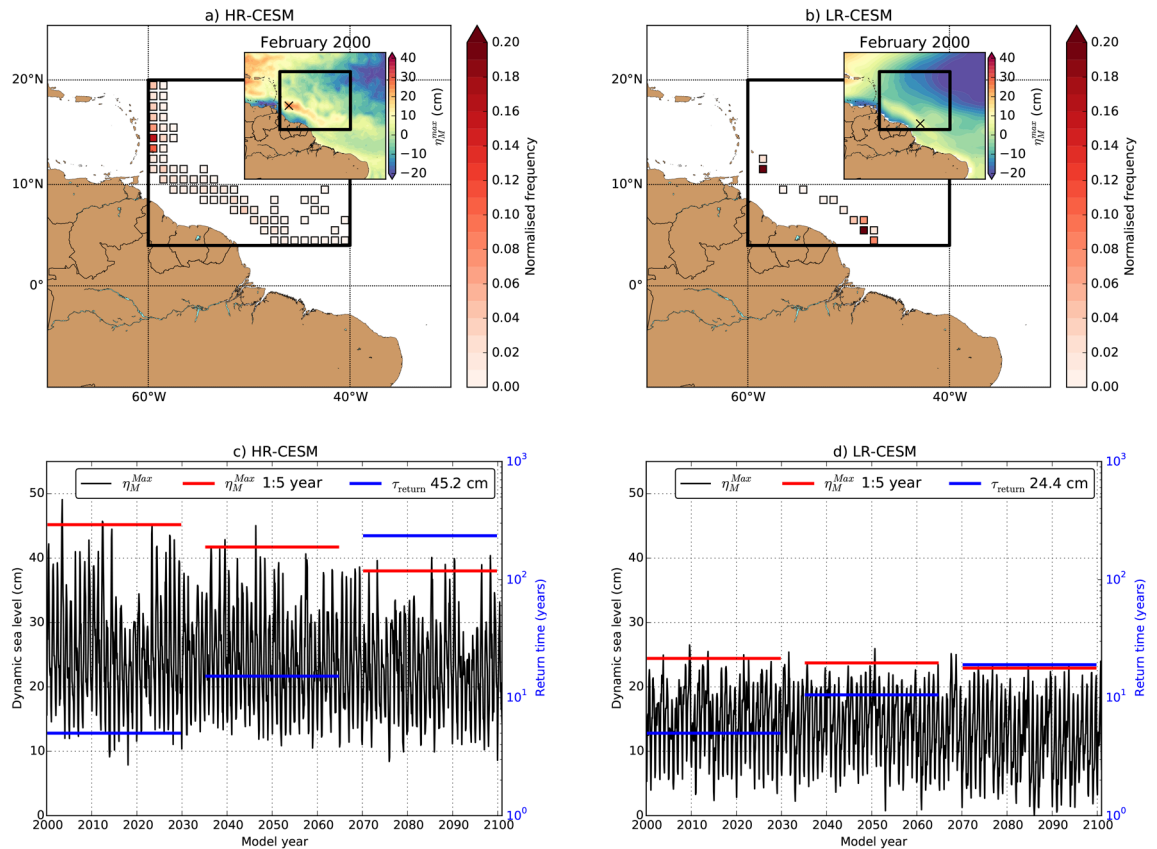 a) HR-CESM
February 2000
20°N
10°N
0°
60°W
40°W
40
30
20
10
0
−10
−20
η_M^max (cm)
0.20
0.18
0.16
0.14
0.12
0.10
0.08
0.06
0.04
0.02
0.00
Normalised frequency
b) LR-CESM
February 2000
20°N
10°N
0°
60°W
40°W
40
30
20
10
0
−10
−20
η_M^max (cm)
0.20
0.18
0.16
0.14
0.12
0.10
0.08
0.06
0.04
0.02
0.00
Normalised frequency
c) HR-CESM
η_M^Max
η_M^Max 1:5 year
τ_return 45.2 cm
Dynamic sea level (cm)
50
40
30
20
10
0
2000 2010 2020 2030 2040 2050 2060 2070 2080 2090 2100
Model year
10^3
10^2
10^1
10^0
Return time (years)
d) LR-CESM
η_M^Max
η_M^Max 1:5 year
τ_return 24.4 cm
Dynamic sea level (cm)
50
40
30
20
10
0
2000 2010 2020 2030 2040 2050 2060 2070 2080 2090 2100
Model year
10^3
10^2
10^1
10^0
Return time (years)